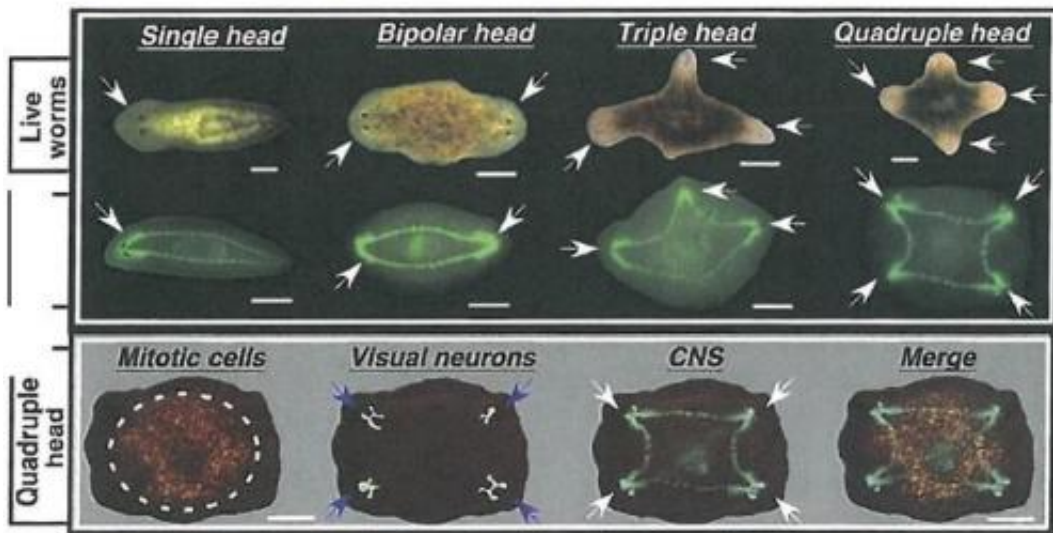 Single head
Bipolar head
Triple head
Quadruple head
Live
worms
Mitotic cells
Visual neurons
CNS
Merge
Quadruple
head